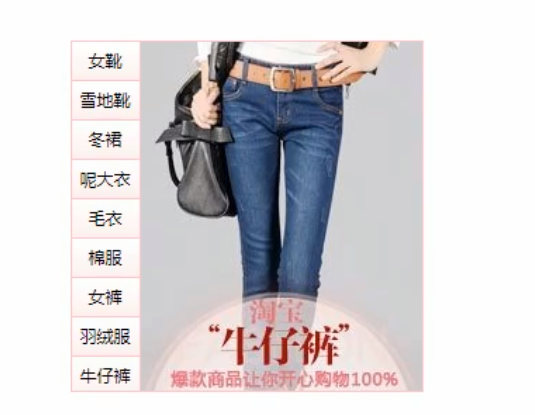 女靴
雪地靴
冬裙
呢大衣
毛衣
棉服
女裤
羽绒服
牛仔裤
淘宝
“牛仔裤”
爆款商品让你开心购物100%